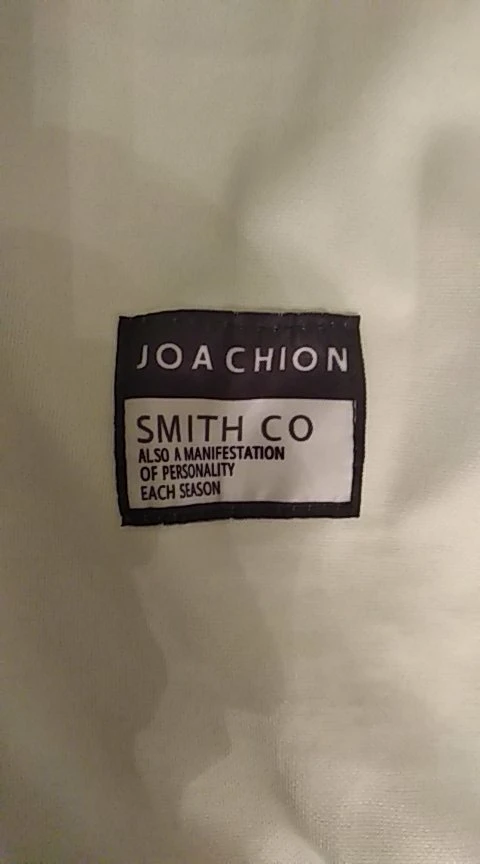 JOACHION
SMITH CO
ALSO A MANIFESTATION
OF PERSONALITY
EACH SEASON